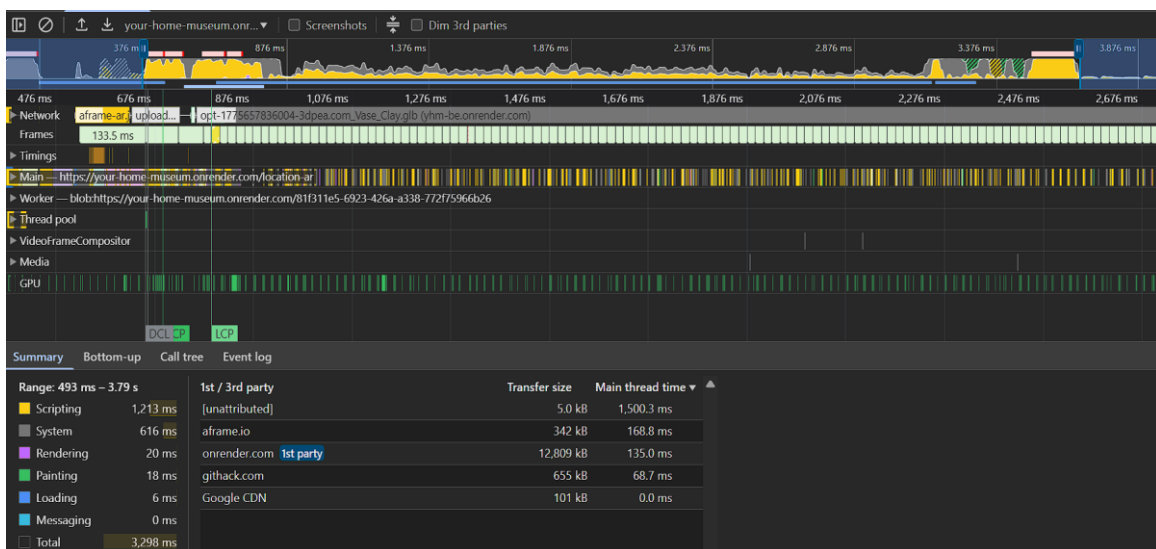 your-home-museum.onr...▼ Screenshots Dim 3rd parties
376 m 876 ms 1.376 ms 1.876 ms 2.376 ms 2.876 ms 3.376 ms 3.876 ms
476 ms 676 ms 876 ms 1,076 ms 1,276 ms 1,476 ms 1,676 ms 1,876 ms 2,076 ms 2,276 ms 2,476 ms 2,676 ms
Network aframe-ar. upload... opt-1775657836004-3dpea.com_Vase_Clay.glb (yhm-be.onrender.com)
Frames 133.5 ms
Timings
Main — https://your-home-museum.onrender.com/location-ar
Worker — blob:https://your-home-museum.onrender.com/81f311e5-6923-426a-a338-772f75966b26
Thread pool
VideoFrameCompositor
Media
GPU
DCL CP LCP
Summary Bottom-up Call tree Event log
Range: 493 ms – 3.79 s 1st / 3rd party Transfer size Main thread time ▼
Scripting 1,213 ms [unattributed] 5.0 kB 1,500.3 ms
System 616 ms aframe.io 342 kB 168.8 ms
Rendering 20 ms onrender.com 1st party 12,809 kB 135.0 ms
Painting 18 ms githack.com 655 kB 68.7 ms
Loading 6 ms Google CDN 101 kB 0.0 ms
Messaging 0 ms
Total 3,298 ms